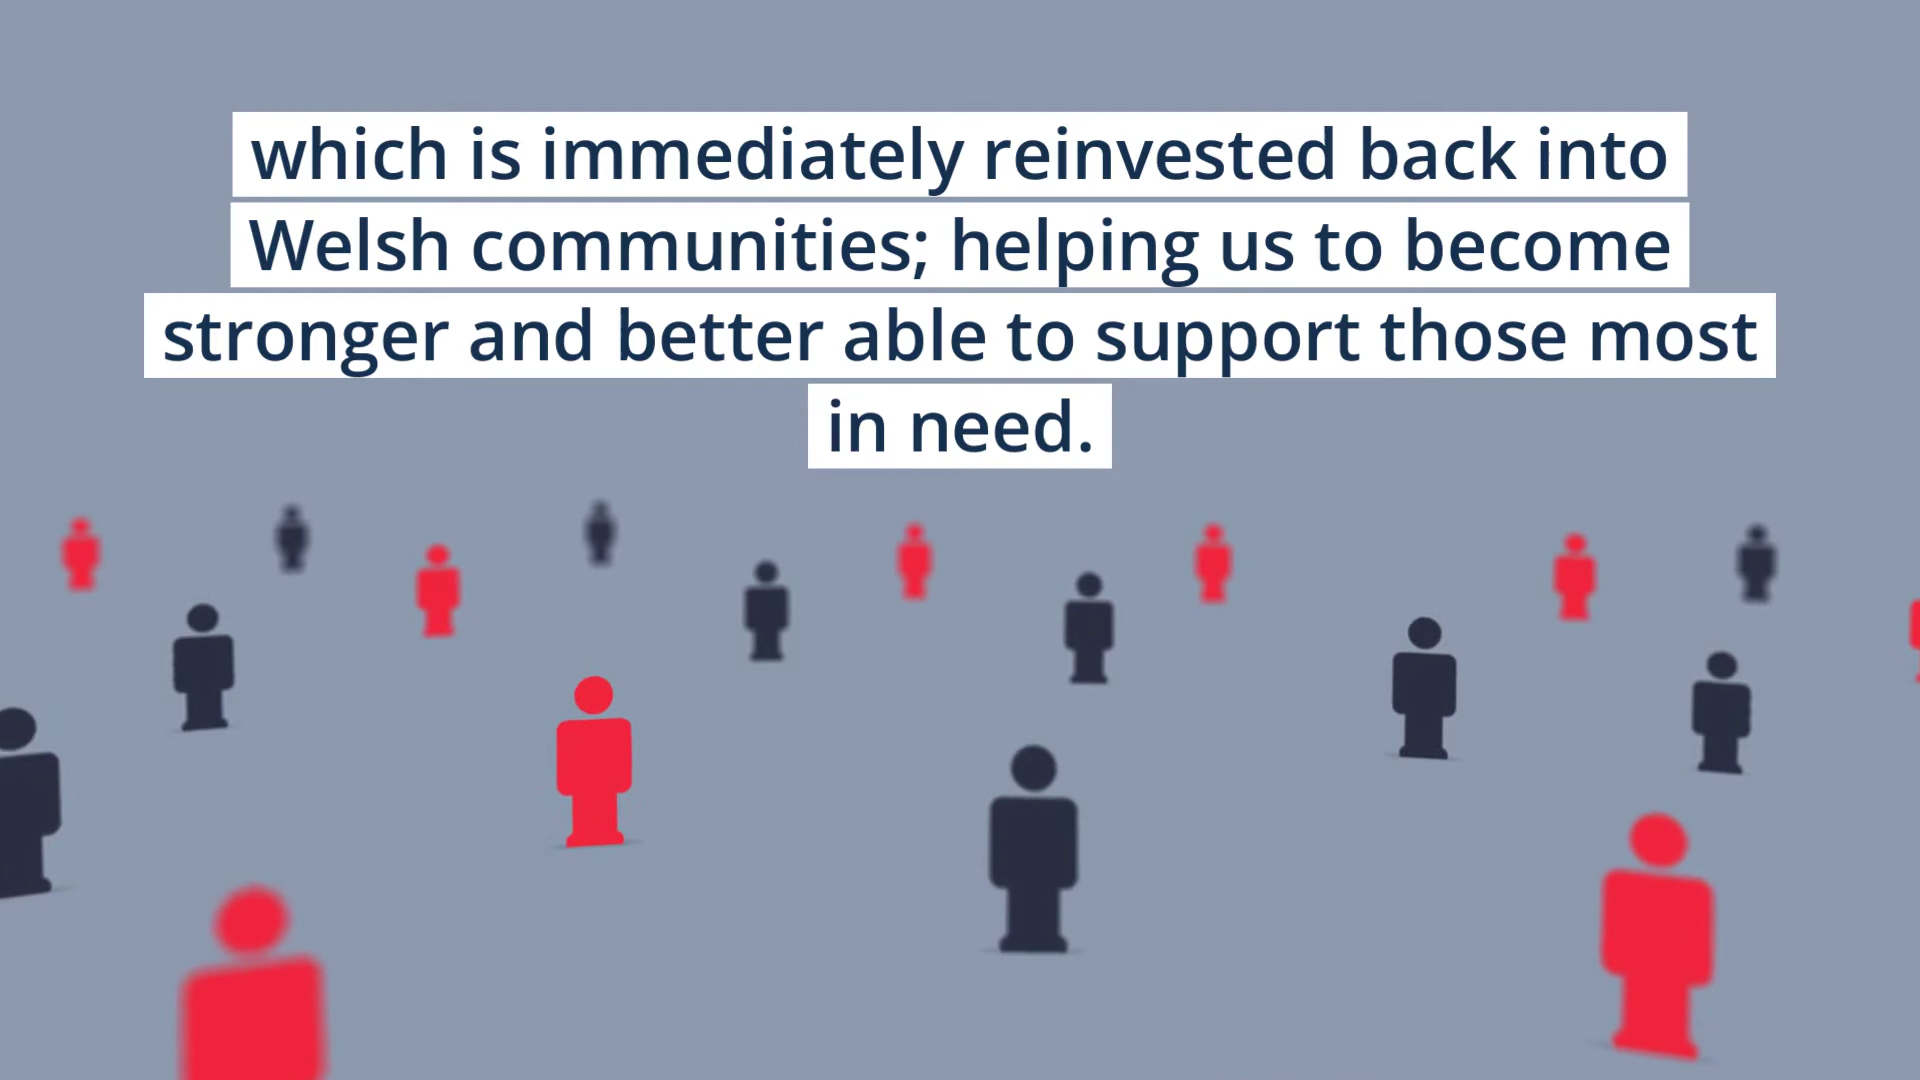 which is immediately reinvested back into
Welsh communities; helping us to become
stronger and better able to support those most
in need.